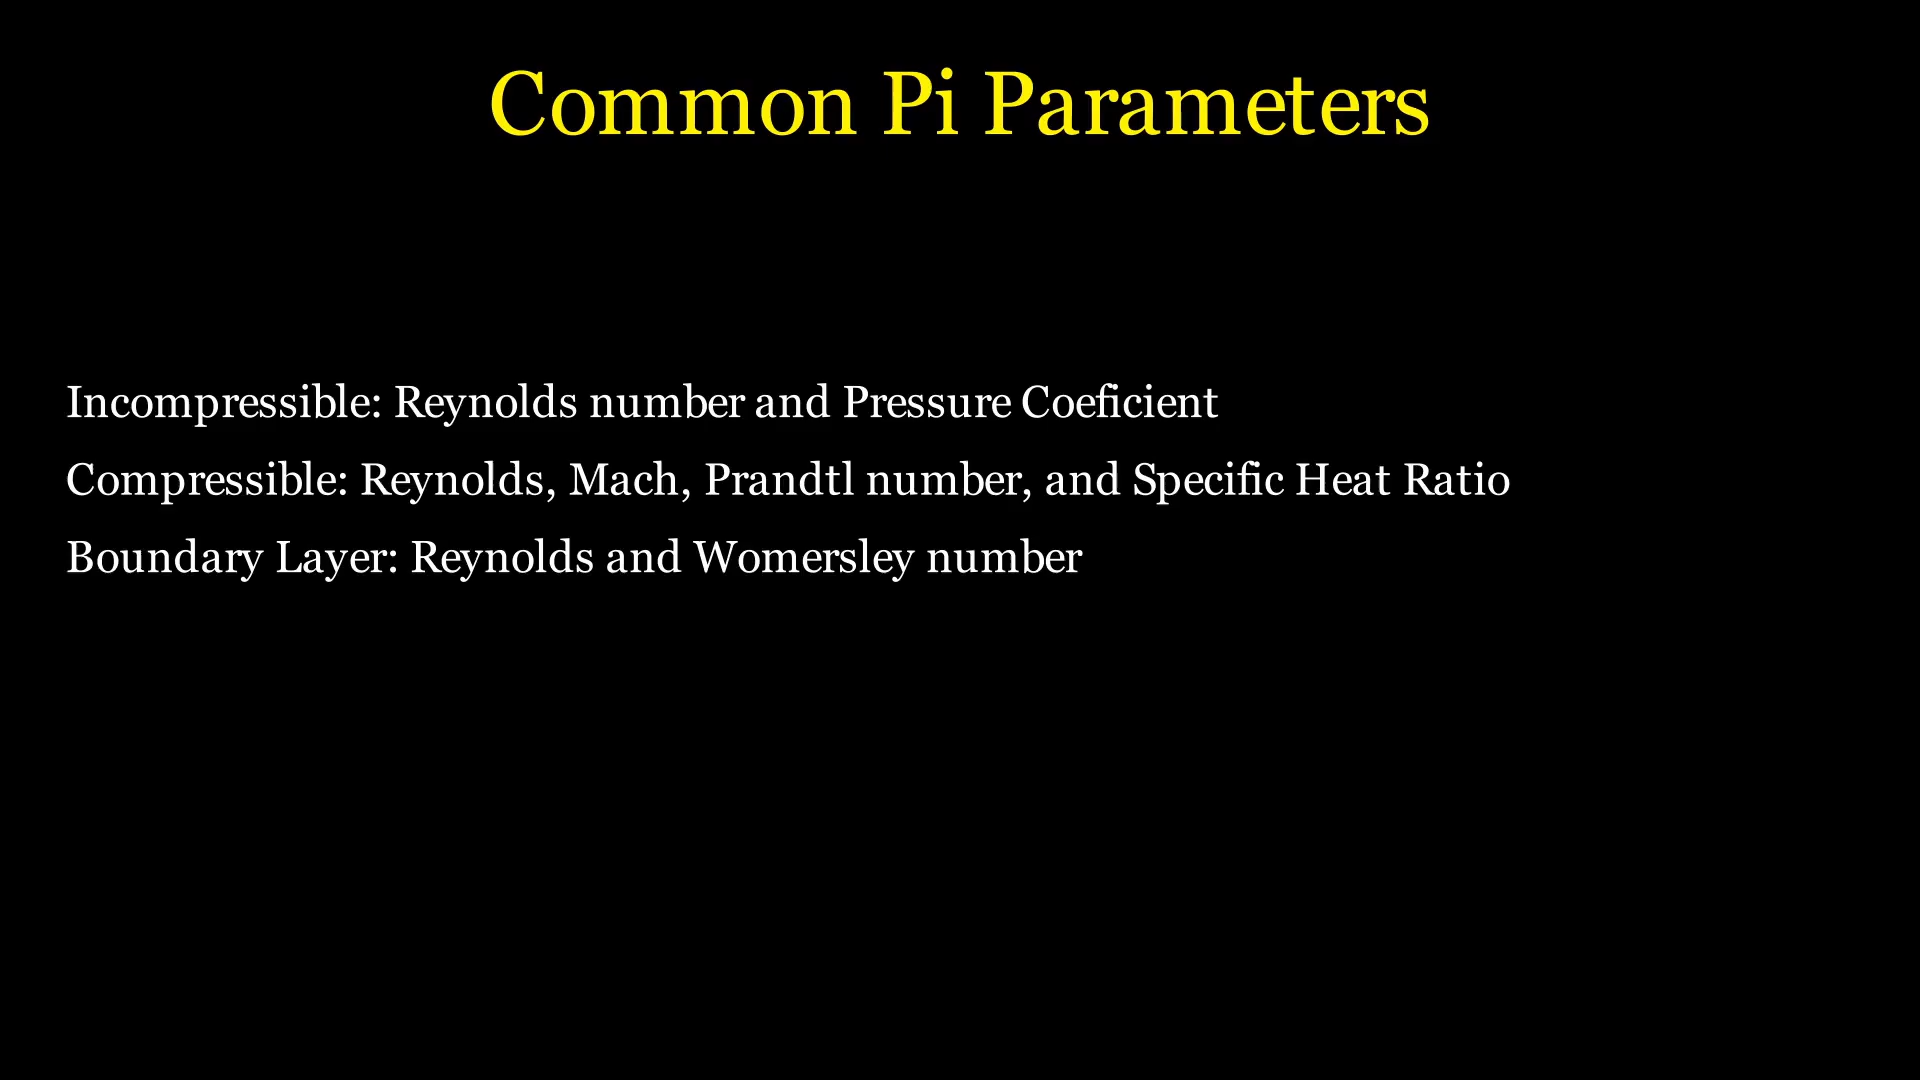 Common Pi Parameters
Incompressible: Reynolds number and Pressure Coeficient
Compressible: Reynolds, Mach, Prandtl number, and Specific Heat Ratio
Boundary Layer: Reynolds and Womersley number